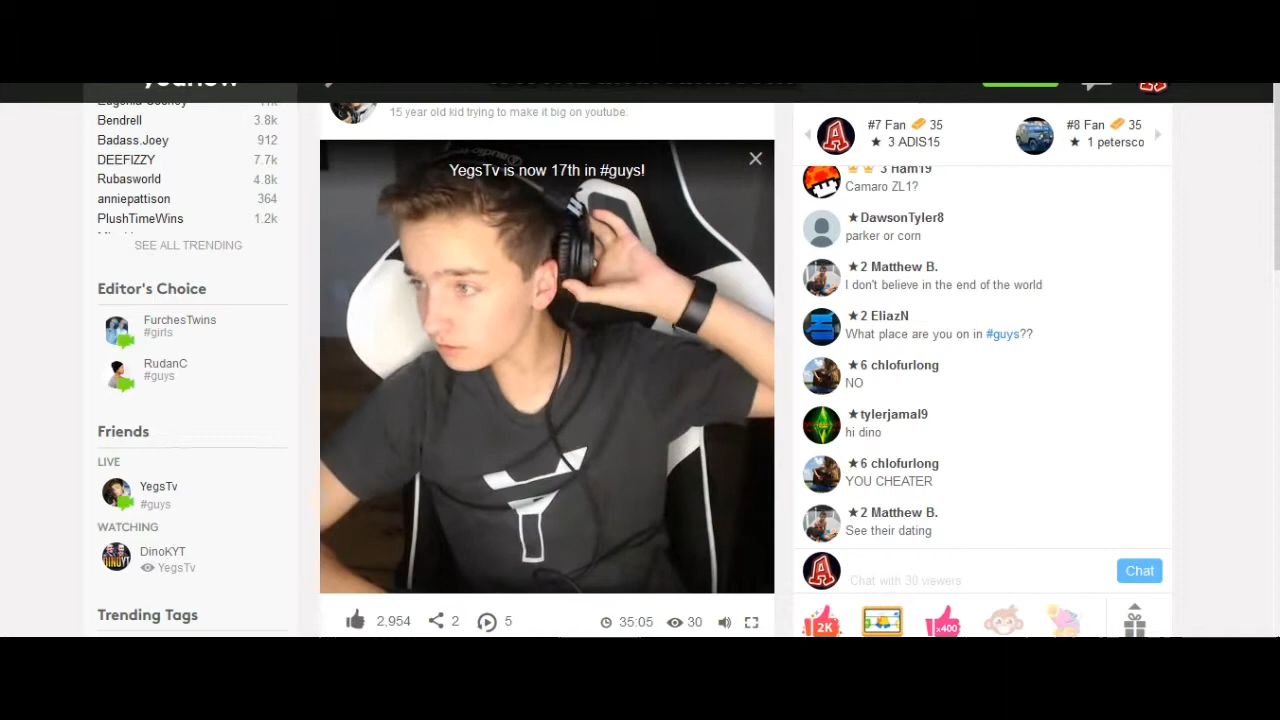 Bendrell 3.8k
Badass.Joey 912
DEEFIZZY 7.7k
Rubasworld 4.8k
anniepattison 364
PlushTimeWins 1.2k
SEE ALL TRENDING
Editor's Choice
FurchesTwins
#girls
RudanC
#guys
Friends
LIVE
YegsTv
#guys
WATCHING
DinoKYT
YegsTv
Trending Tags
15 year old kid trying to make it big on youtube.
YegsTv is now 17th in #guys!
2,954 2 5 35:05 30
#7 Fan 35
★ 3 ADIS15
#8 Fan 35
★ 1 petersco
3 Ham19
Camaro ZL1?
★DawsonTyler8
parker or corn
★2 Matthew B.
I don't believe in the end of the world
★2 EliazN
What place are you on in #guys??
★6 chlofurlong
NO
★tylerjamal9
hi dino
★6 chlofurlong
YOU CHEATER
★2 Matthew B.
See their dating
Chat with 30 viewers
Chat
2K
x400